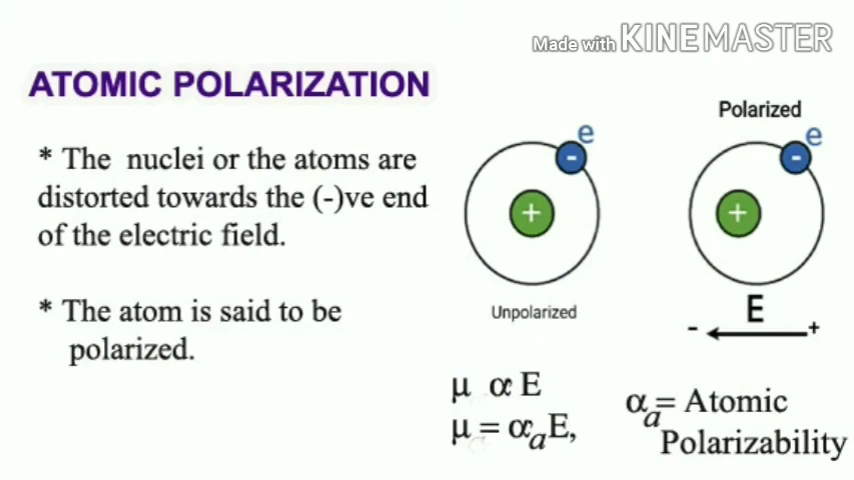 Made with KINEMASTER
ATOMIC POLARIZATION
* The nuclei or the atoms are
distorted towards the (-)ve end
of the electric field.
* The atom is said to be
polarized.
e
-
+
Unpolarized
Polarized
e
-
+
E
- +
μ α E
μ = αₐE,
αₐ= Atomic
Polarizability